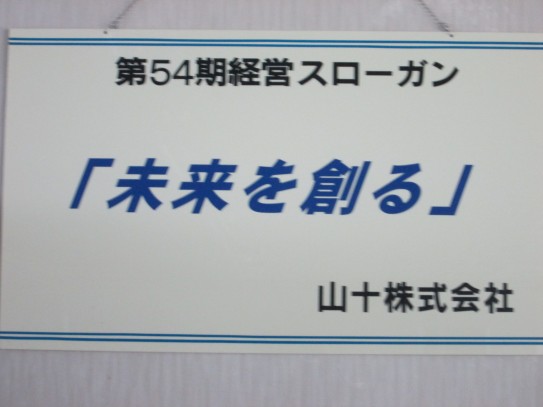 第54期経営スローガン
「未来を創る」
山十株式会社